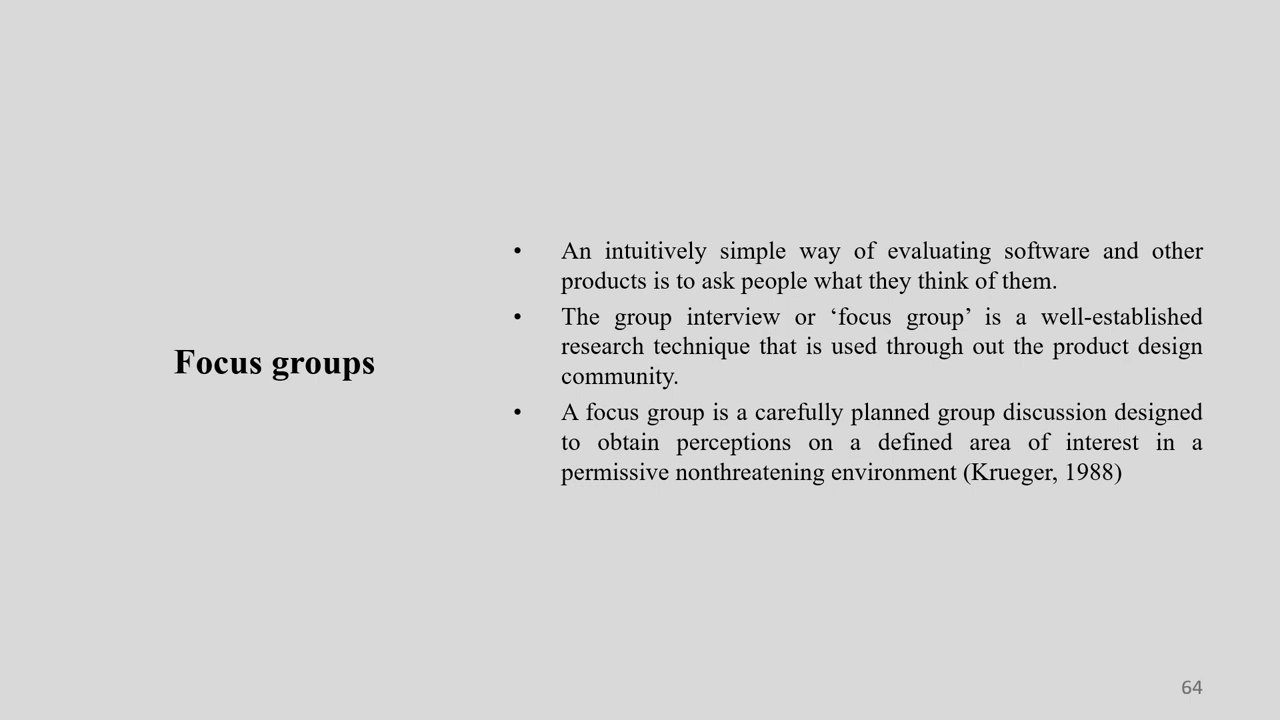 Focus groups
• An intuitively simple way of evaluating software and other
products is to ask people what they think of them.
• The group interview or ‘focus group’ is a well-established
research technique that is used through out the product design
community.
• A focus group is a carefully planned group discussion designed
to obtain perceptions on a defined area of interest in a
permissive nonthreatening environment (Krueger, 1988)
64